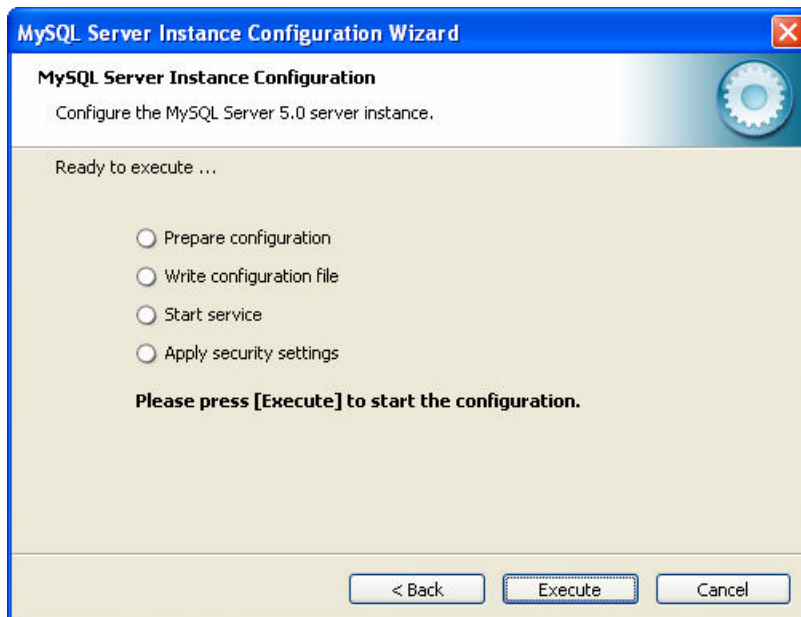 MySQL Server Instance Configuration Wizard
MySQL Server Instance Configuration
Configure the MySQL Server 5.0 server instance.
Ready to execute ...
Prepare configuration
Write configuration file
Start service
Apply security settings
Please press [Execute] to start the configuration.
< Back
Execute
Cancel